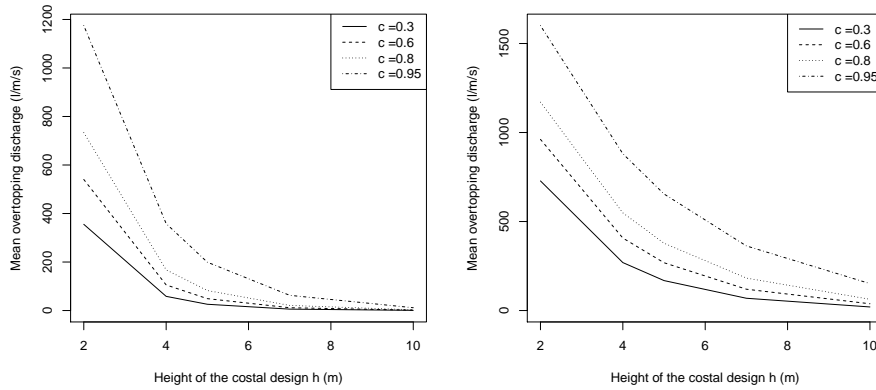 Mean overtopping discharge (l/m/s)
1200
1000
800
600
400
200
0
c =0.3
c =0.6
c =0.8
c =0.95
2
4
6
8
10
Height of the costal design h (m)
Mean overtopping discharge (l/m/s)
1500
1000
500
0
c =0.3
c =0.6
c =0.8
c =0.95
2
4
6
8
10
Height of the costal design h (m)